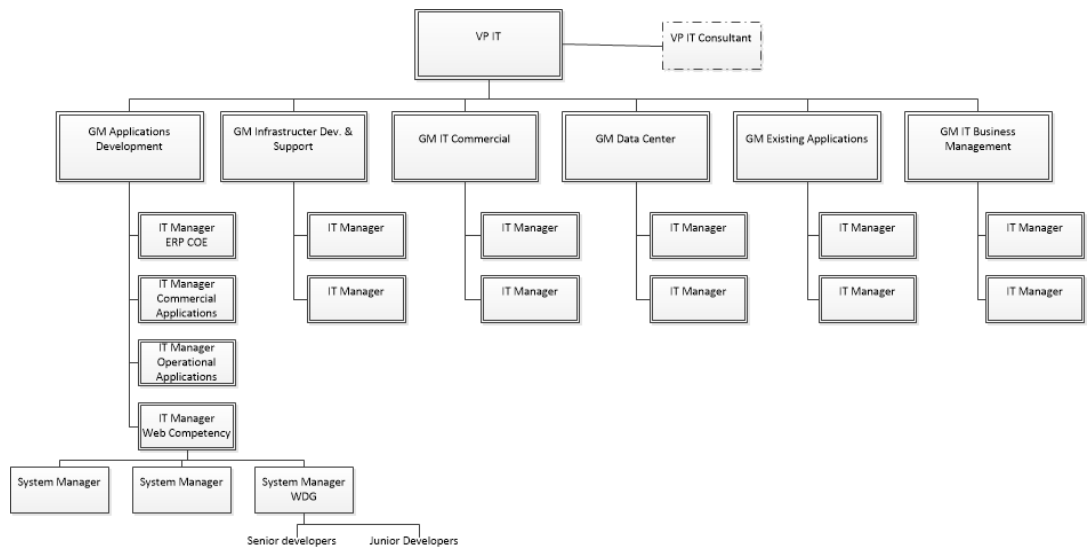 VP IT
VP IT Consultant
GM Applications
Development
GM Infrastructer Dev. &
Support
GM IT Commercial
GM Data Center
GM Existing Applications
GM IT Business
Management
IT Manager
ERP COE
IT Manager
IT Manager
IT Manager
IT Manager
IT Manager
IT Manager
Commercial
Applications
IT Manager
IT Manager
IT Manager
IT Manager
IT Manager
IT Manager
Operational
Applications
IT Manager
Web Competency
System Manager
System Manager
System Manager
WDG
Senior developers
Junior Developers